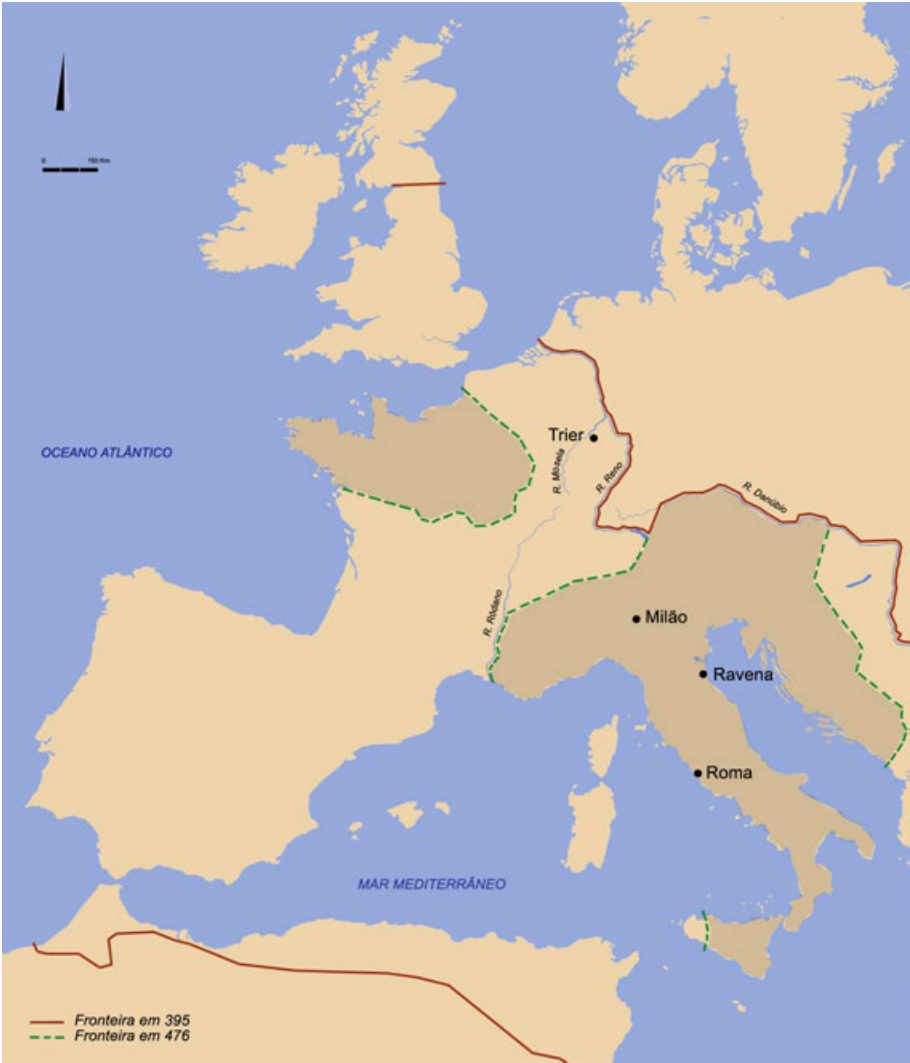 0 150 Km
OCEANO ATLÂNTICO
Trier
R. Mosela
R. Reno
R. Danúbio
R. Ródano
Milão
Ravena
Roma
MAR MEDITERRÂNEO
Fronteira em 395
Fronteira em 476